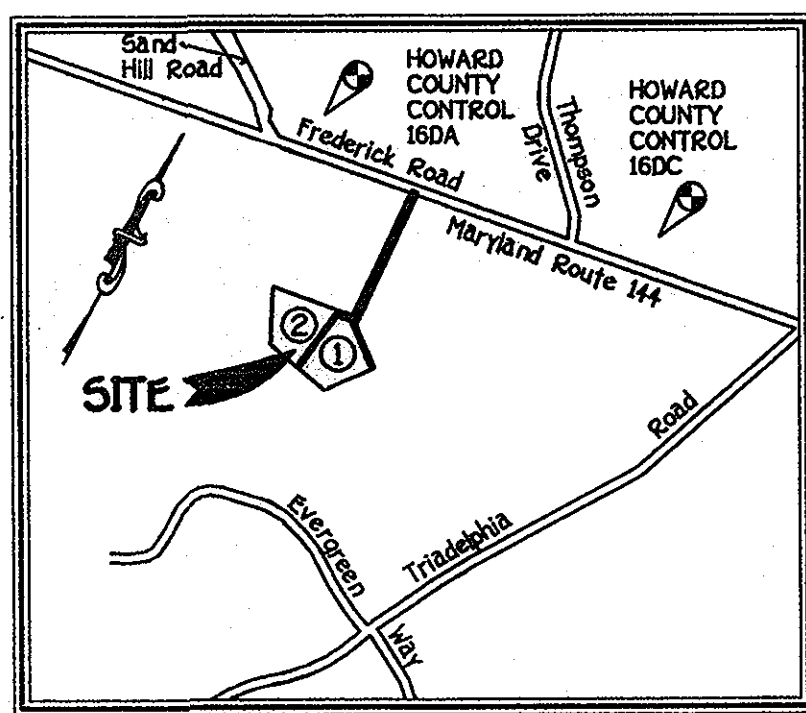 Sand
Hill Road
HOWARD
COUNTY
CONTROL
16DA
Thompson
Drive
HOWARD
COUNTY
CONTROL
16DC
Frederick Road
Maryland Route 144
②
①
SITE
Road
Triadelphia
Evergreen
Way